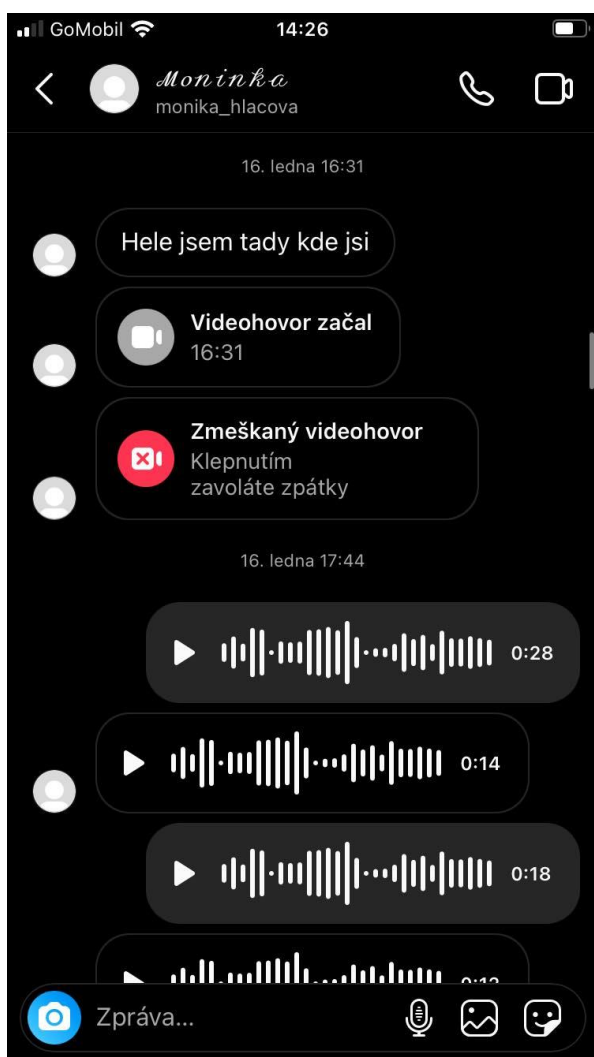 GoMobil
14:26
Moninka
monika_hlacova
16. ledna 16:31
Hele jsem tady kde jsi
Videohovor začal
16:31
Zmeškaný videohovor
Klepnutím
zavoláte zpátky
16. ledna 17:44
0:28
0:14
0:18
Zpráva...